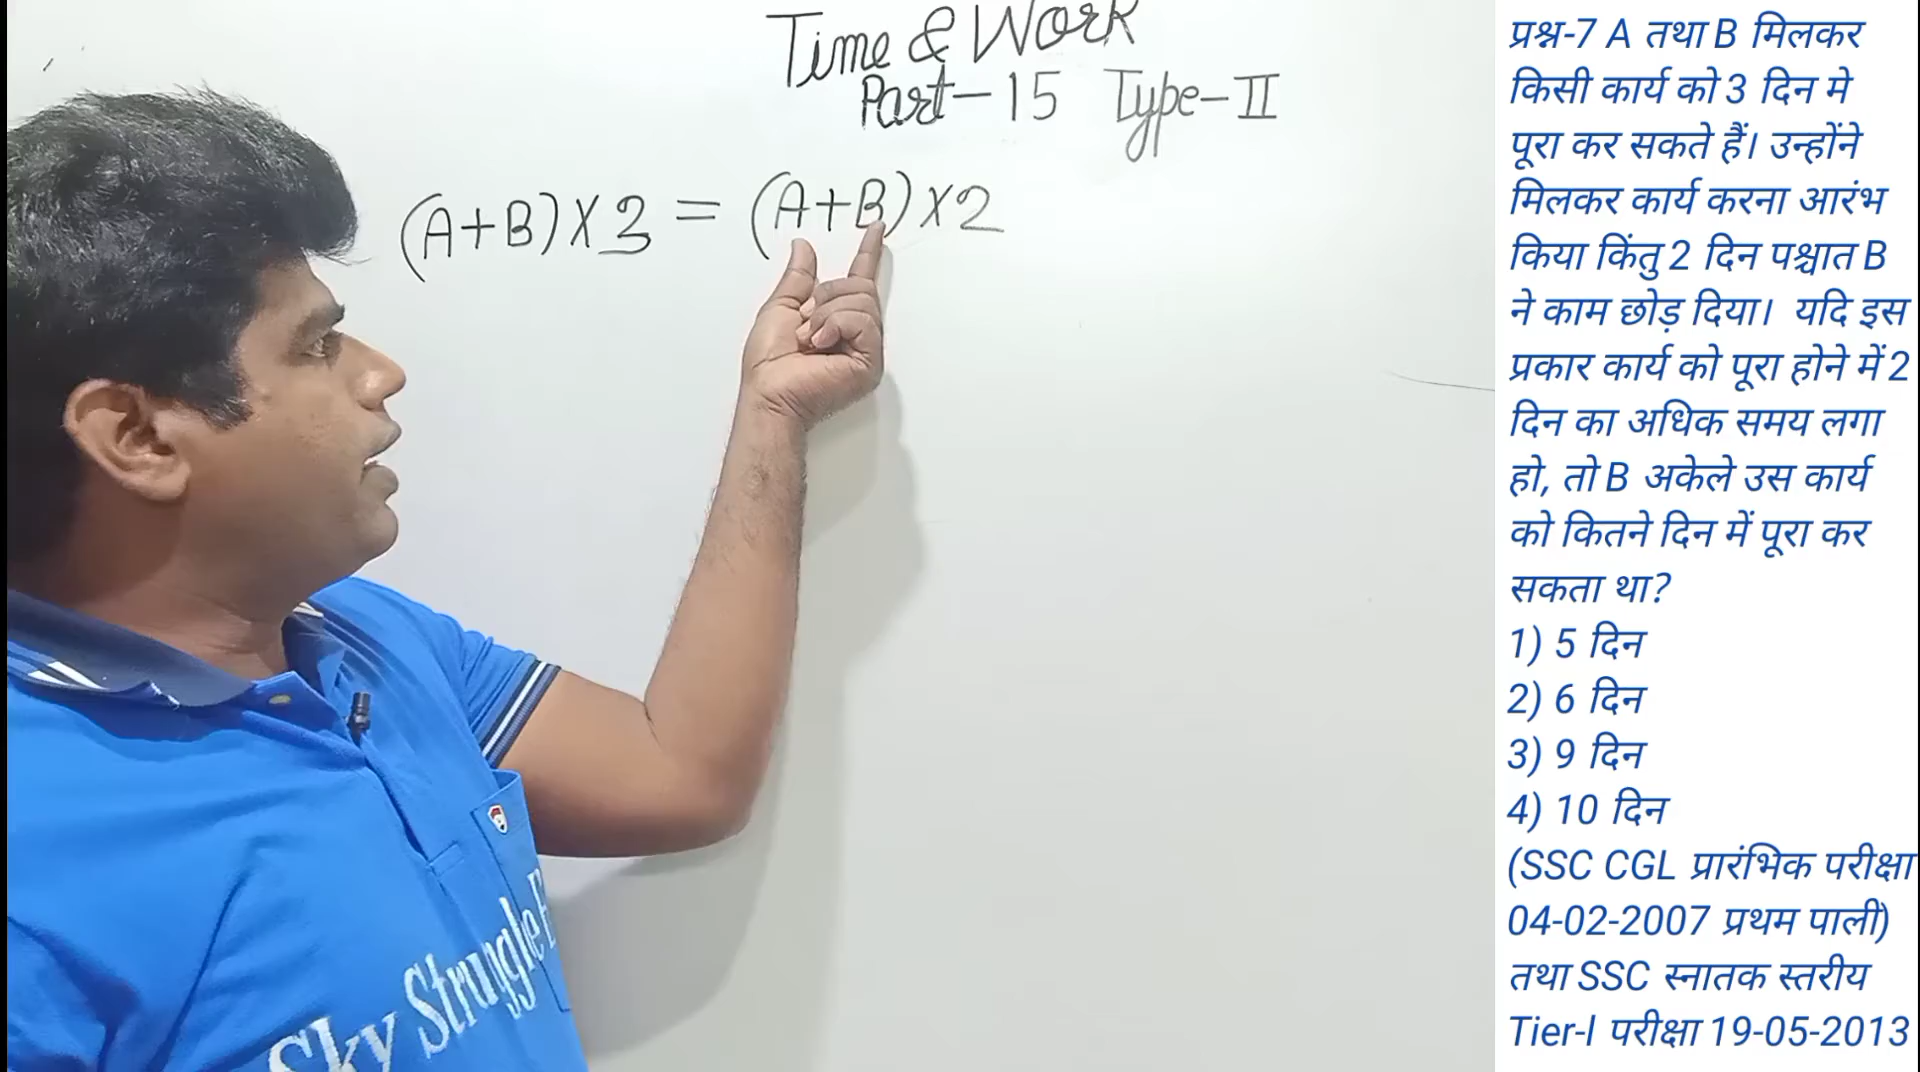 Time & Work
Part-15 Type-II
(A+B)X3 = (A+B)X2
Sky Struggle
प्रश्न-7 A तथा B मिलकर
किसी कार्य को 3 दिन मे
पूरा कर सकते हैं। उन्होंने
मिलकर कार्य करना आरंभ
किया किंतु 2 दिन पश्चात B
ने काम छोड़ दिया। यदि इस
प्रकार कार्य को पूरा होने में 2
दिन का अधिक समय लगा
हो, तो B अकेले उस कार्य
को कितने दिन में पूरा कर
सकता था?
1) 5 दिन
2) 6 दिन
3) 9 दिन
4) 10 दिन
(SSC CGL प्रारंभिक परीक्षा
04-02-2007 प्रथम पाली)
तथा SSC स्नातक स्तरीय
Tier-I परीक्षा 19-05-2013